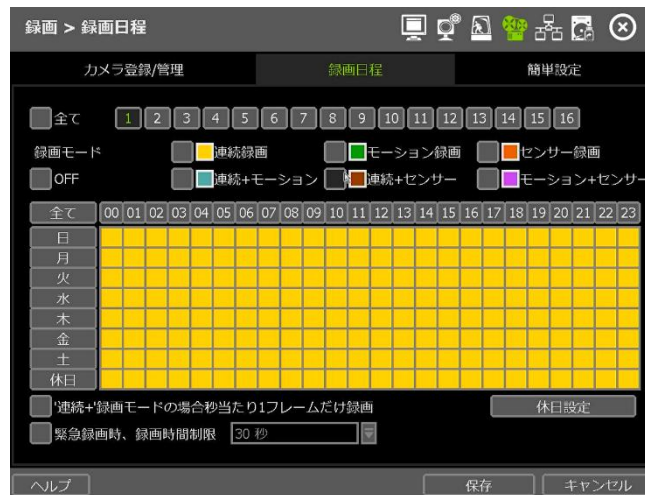 録画 > 録画日程
カメラ登録/管理 録画日程 簡単設定
全て 1 2 3 4 5 6 7 8 9 10 11 12 13 14 15 16
録画モード 連続録画 モーション録画 センサー録画
OFF 連続+モーション 連続+センサー モーション+センサー
全て 00 01 02 03 04 05 06 07 08 09 10 11 12 13 14 15 16 17 18 19 20 21 22 23
日
月
火
水
木
金
土
休日
'連続+'録画モードの場合秒当たり1フレームだけ録画 休日設定
緊急録画時、録画時間制限 30 秒
ヘルプ 保存 キャンセル